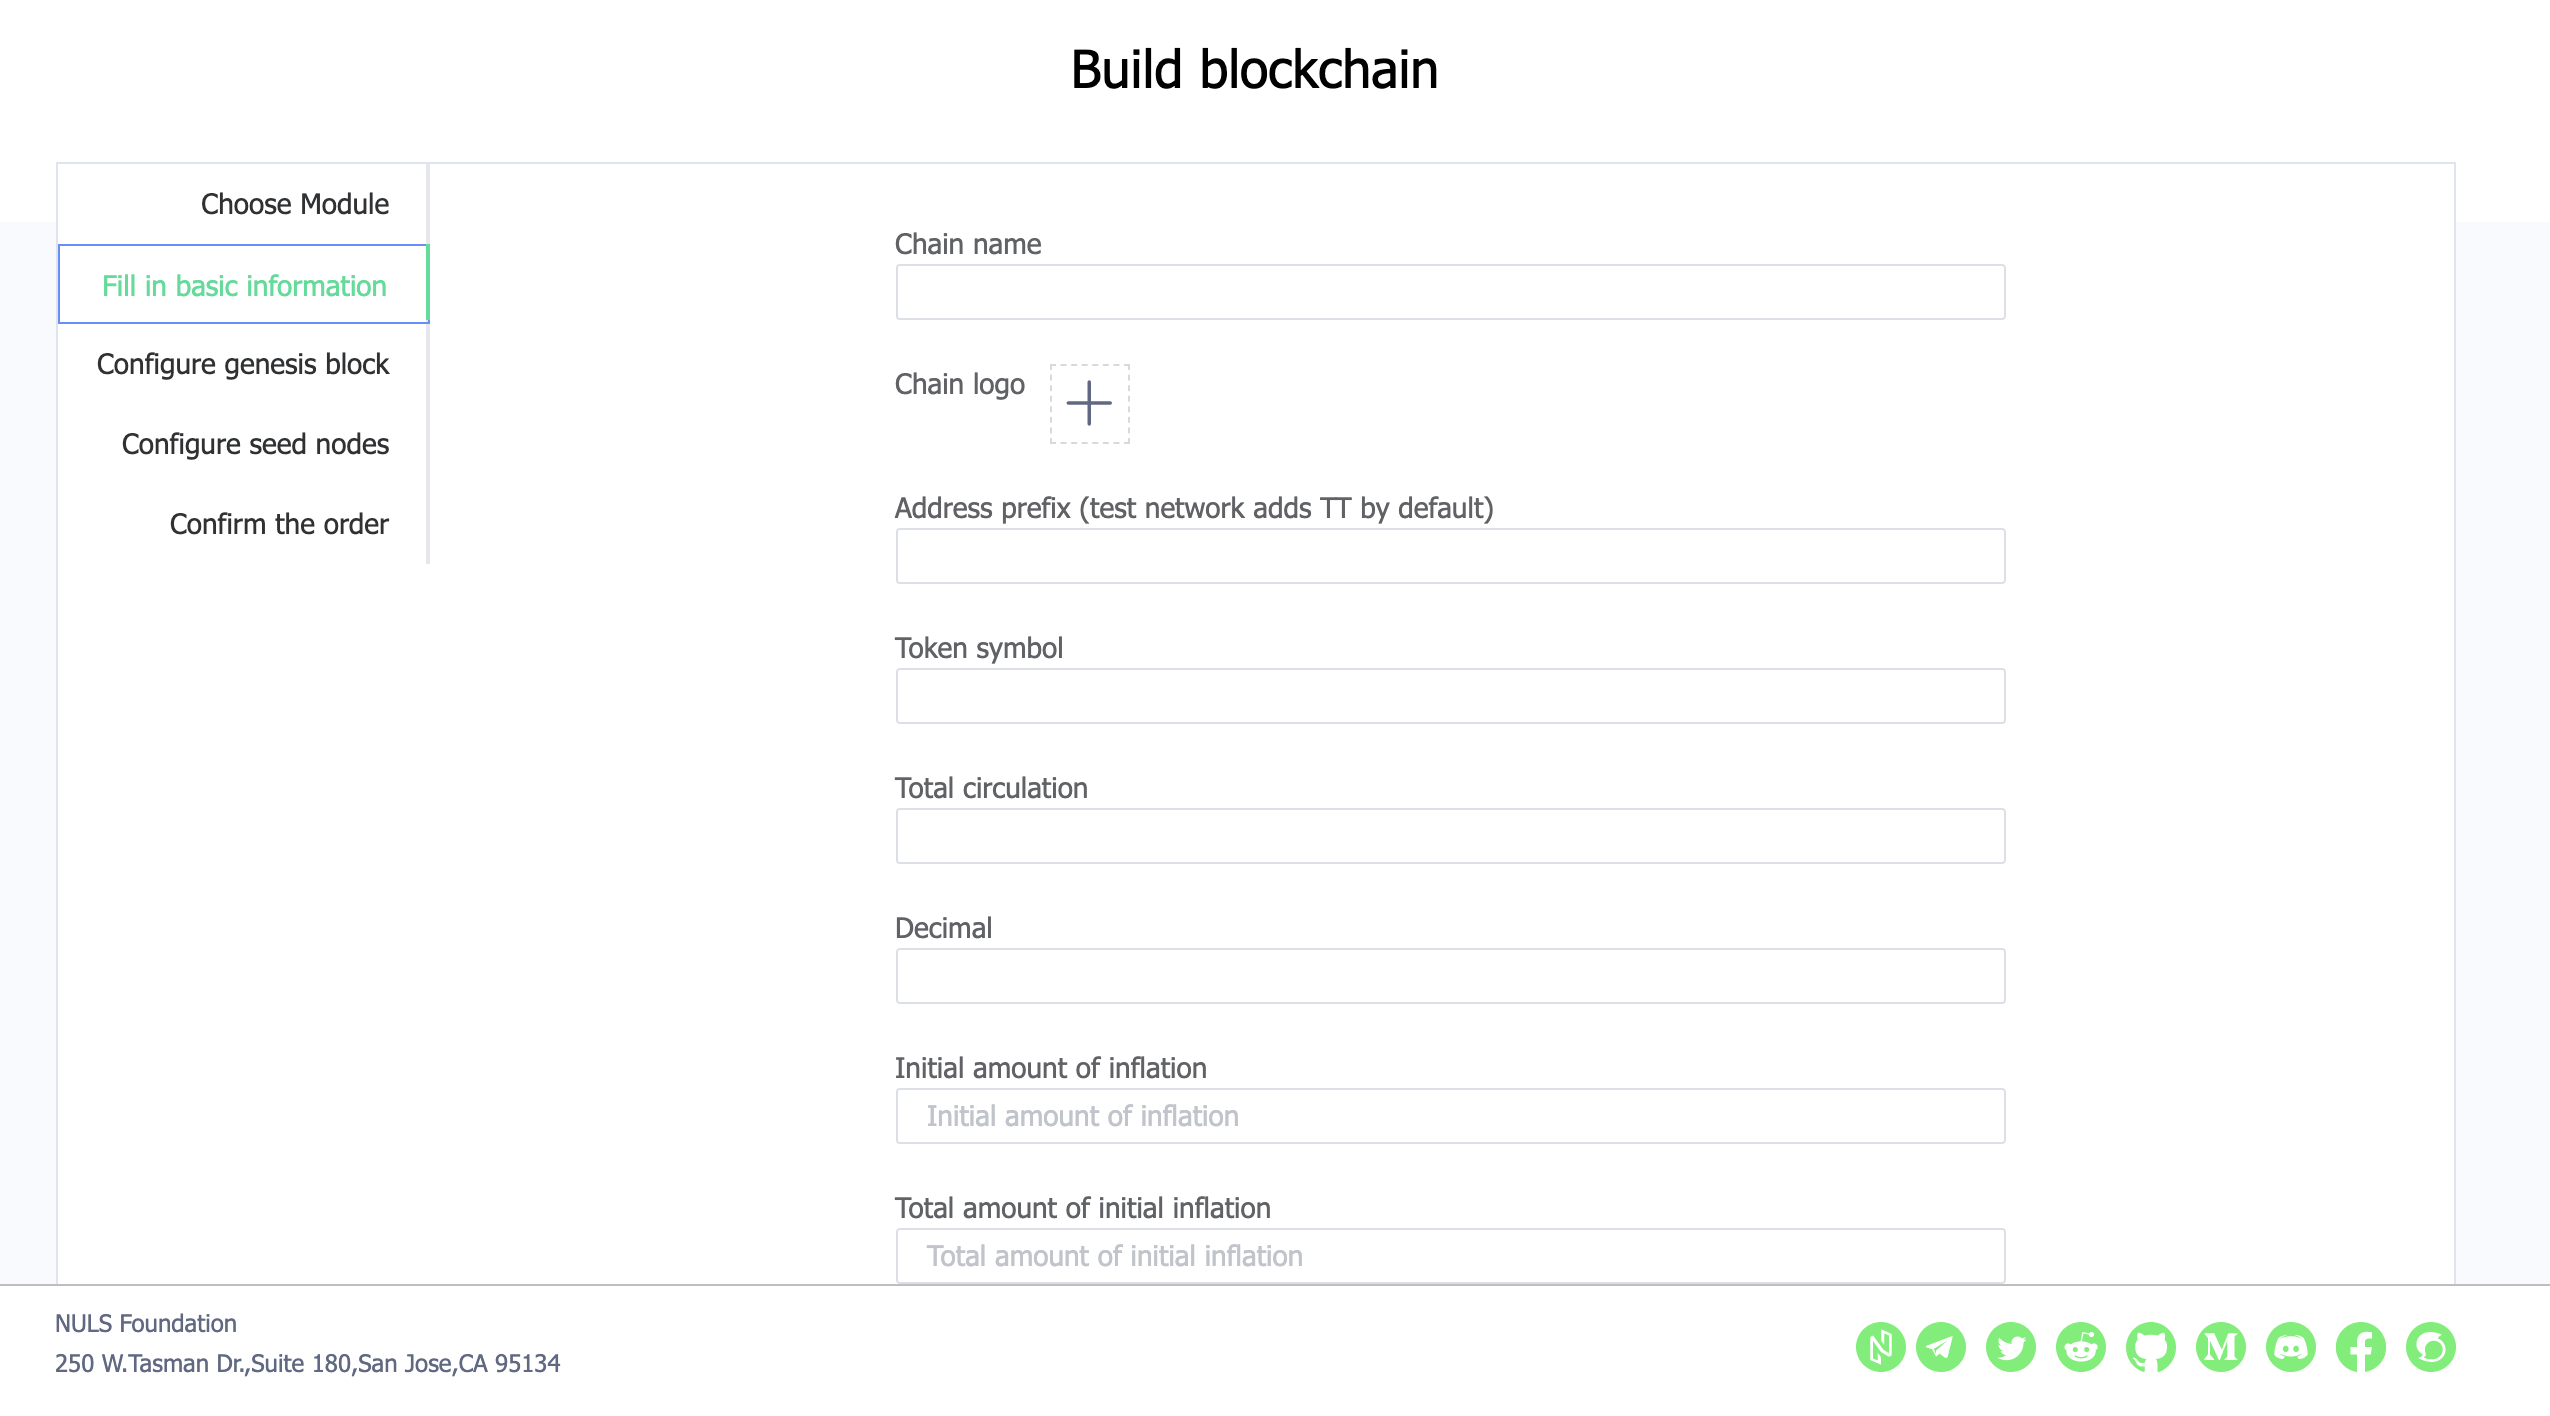 Build blockchain
Choose Module
Fill in basic information
Configure genesis block
Configure seed nodes
Confirm the order
Chain name
Chain logo
Address prefix (test network adds TT by default)
Token symbol
Total circulation
Decimal
Initial amount of inflation
Initial amount of inflation
Total amount of initial inflation
Total amount of initial inflation
NULS Foundation
250 W.Tasman Dr.,Suite 180,San Jose,CA 95134